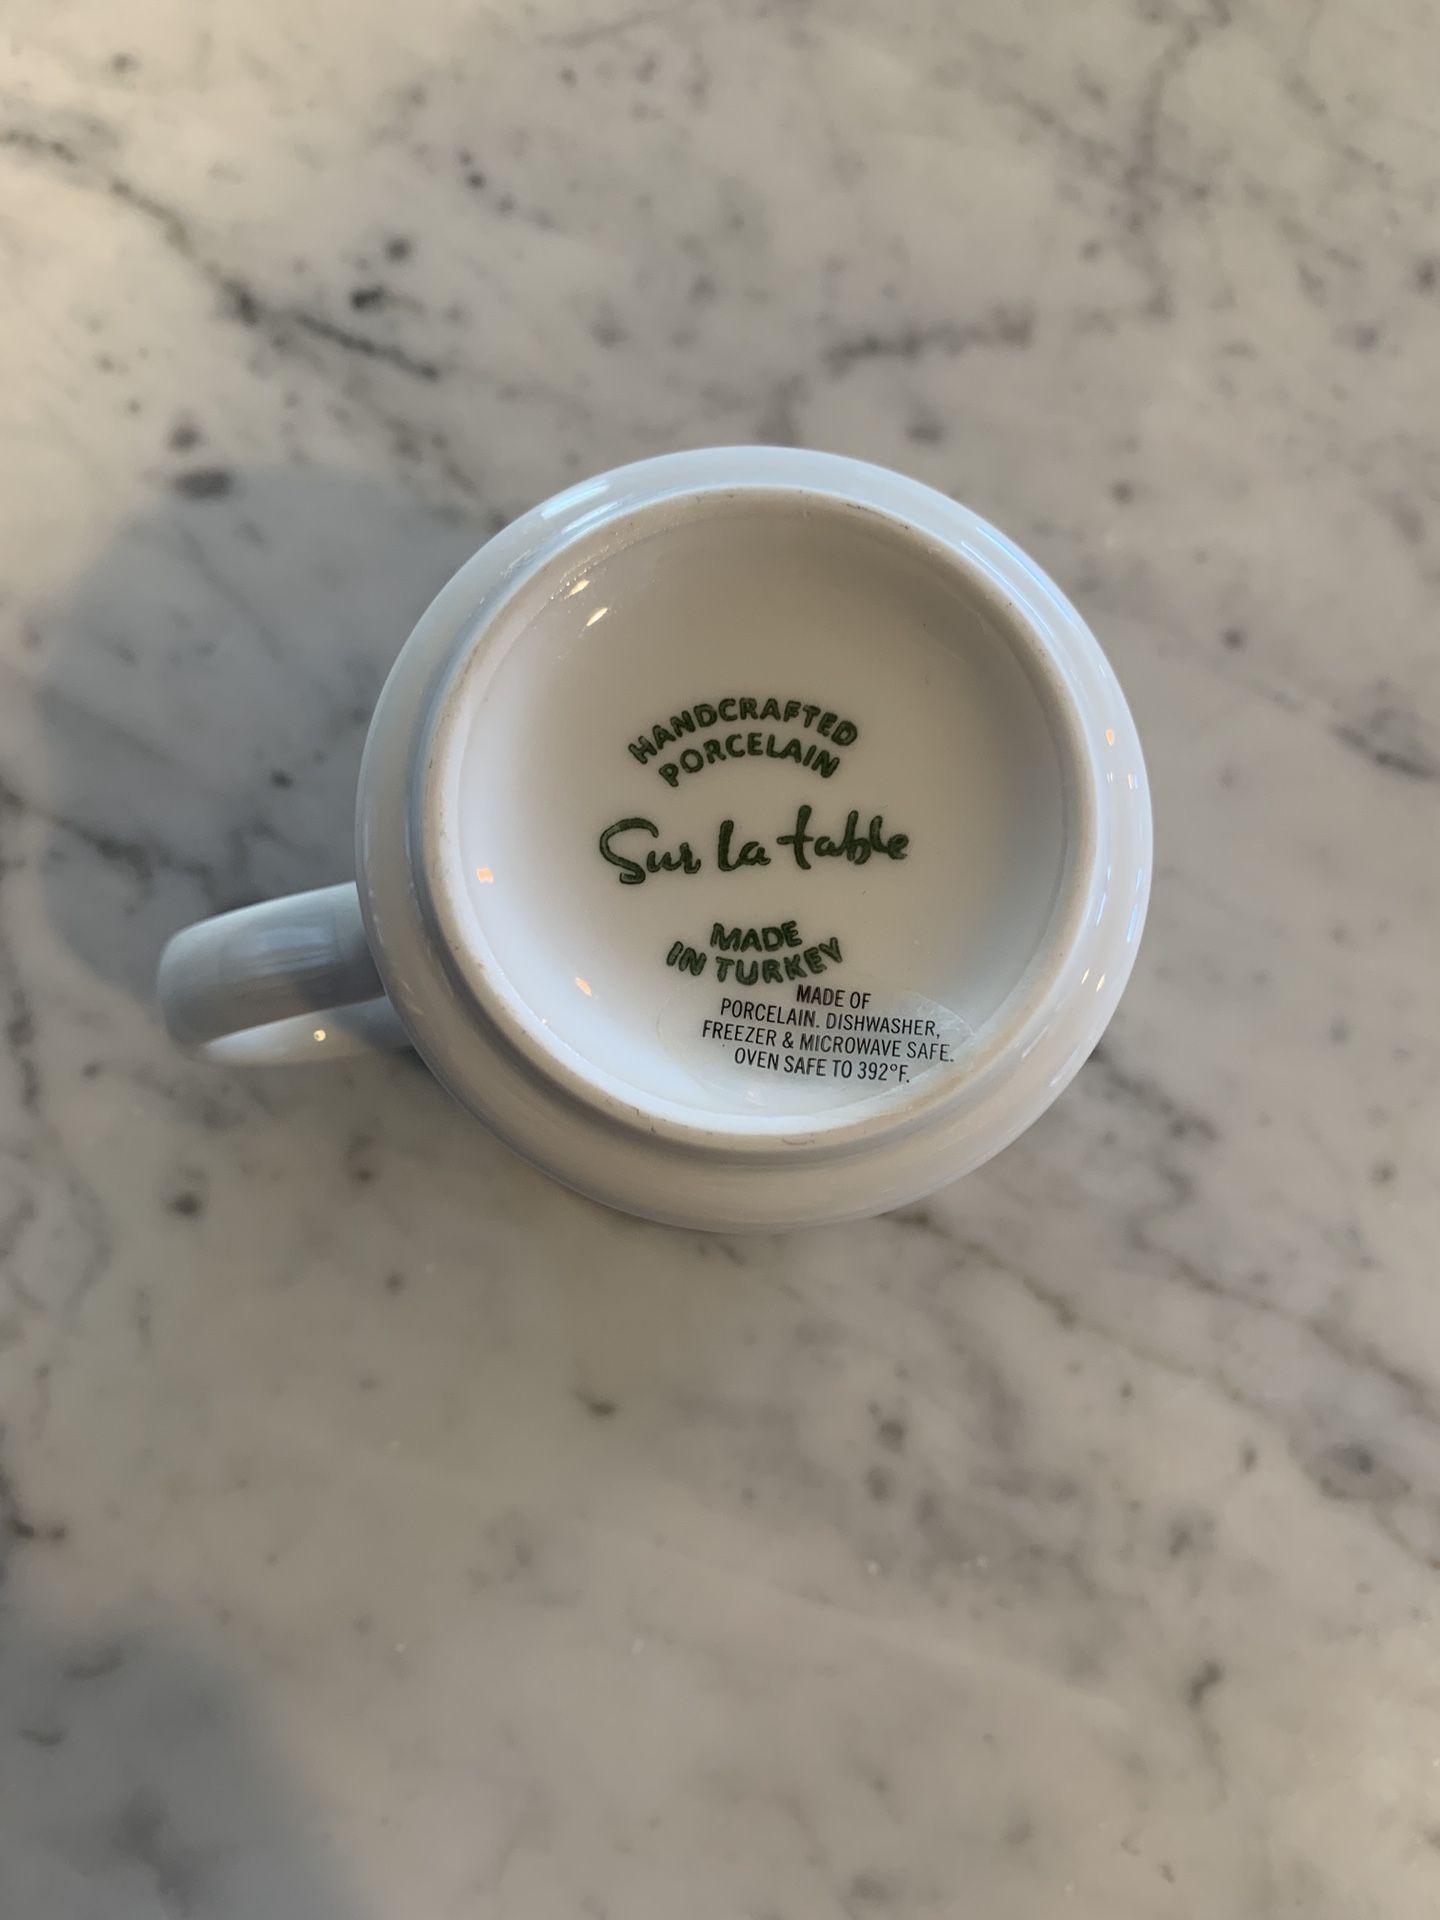 HANDCRAFTED
PORCELAIN
Sur la table
MADE
IN TURKEY
MADE OF
PORCELAIN. DISHWASHER,
FREEZER & MICROWAVE SAFE.
OVEN SAFE TO 392°F.